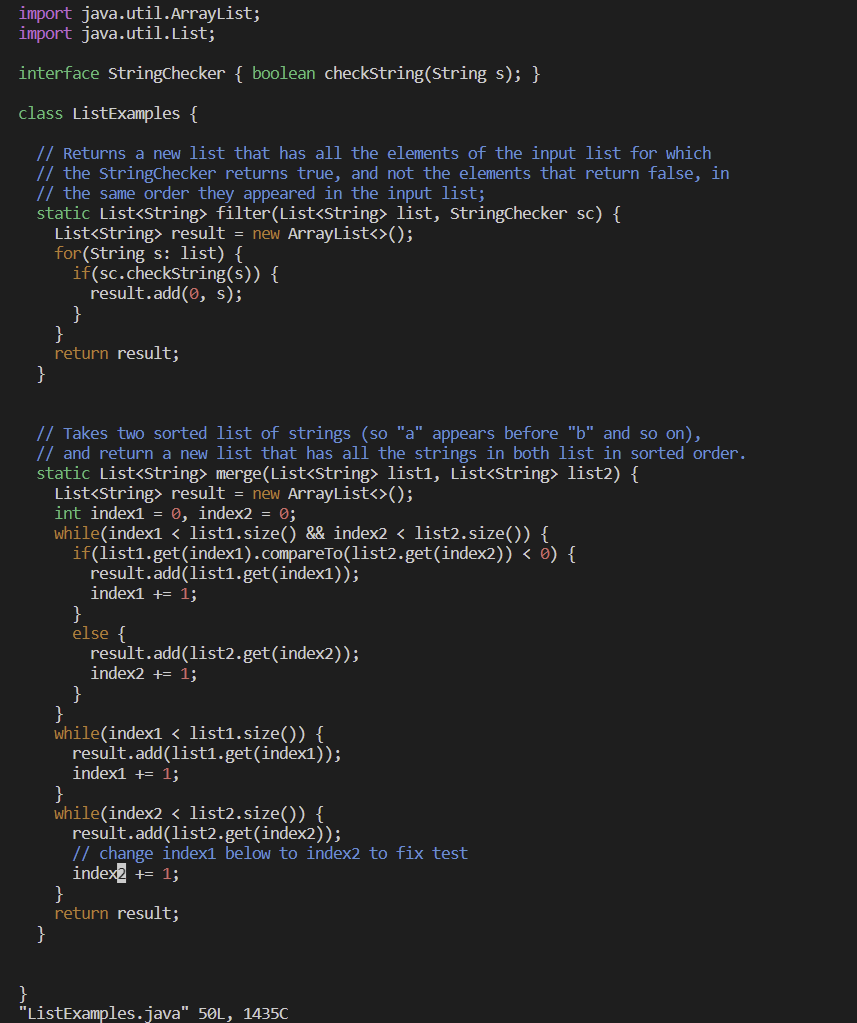 import java.util.ArrayList;
import java.util.List;

interface StringChecker { boolean checkString(String s); }

class ListExamples {

  // Returns a new list that has all the elements of the input list for which
  // the StringChecker returns true, and not the elements that return false, in
  // the same order they appeared in the input list;
  static List<String> filter(List<String> list, StringChecker sc) {
    List<String> result = new ArrayList<>();
    for(String s: list) {
      if(sc.checkString(s)) {
        result.add(0, s);
      }
    }
    return result;
  }


  // Takes two sorted list of strings (so "a" appears before "b" and so on),
  // and return a new list that has all the strings in both list in sorted order.
  static List<String> merge(List<String> list1, List<String> list2) {
    List<String> result = new ArrayList<>();
    int index1 = 0, index2 = 0;
    while(index1 < list1.size() && index2 < list2.size()) {
      if(list1.get(index1).compareTo(list2.get(index2)) < 0) {
        result.add(list1.get(index1));
        index1 += 1;
      }
      else {
        result.add(list2.get(index2));
        index2 += 1;
      }
    }
    while(index1 < list1.size()) {
      result.add(list1.get(index1));
      index1 += 1;
    }
    while(index2 < list2.size()) {
      result.add(list2.get(index2));
      // change index1 below to index2 to fix test
      index2 += 1;
    }
    return result;
  }


}
"ListExamples.java" 50L, 1435C